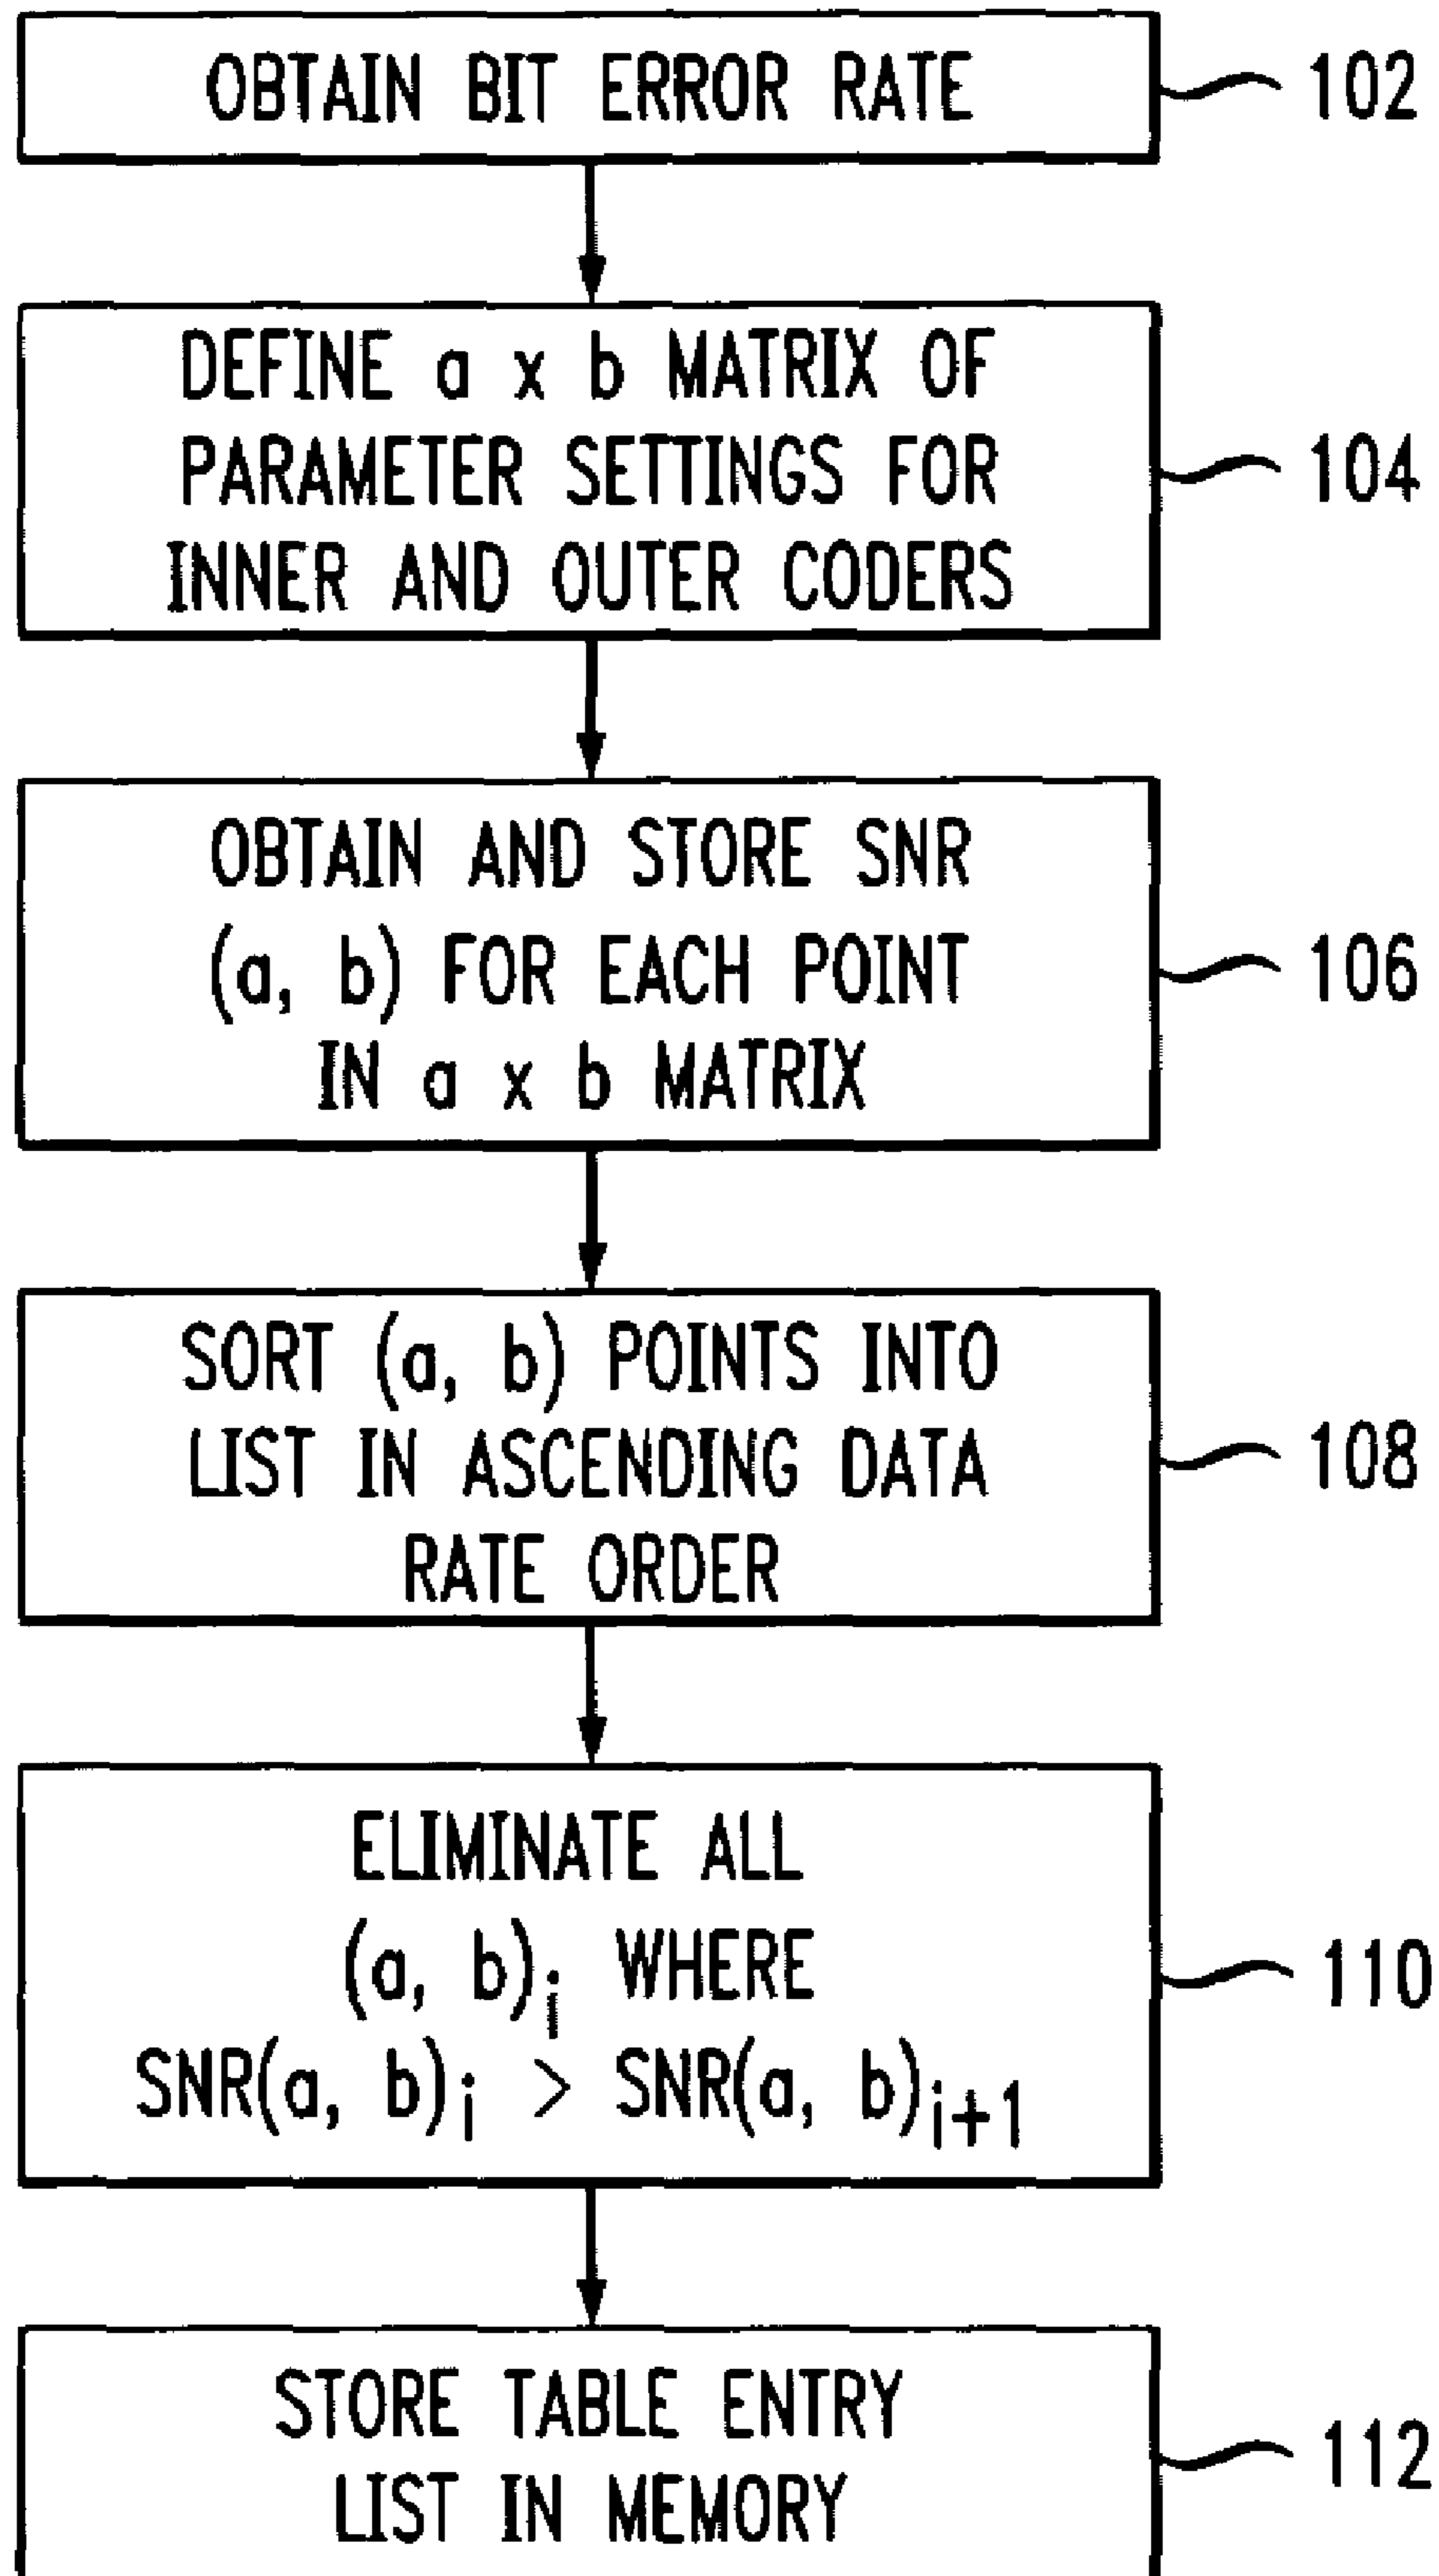 OBTAIN BIT ERROR RATE
102
DEFINE a x b MATRIX OF
PARAMETER SETTINGS FOR
INNER AND OUTER CODERS
104
OBTAIN AND STORE SNR
(a, b) FOR EACH POINT
IN a x b MATRIX
106
SORT (a, b) POINTS INTO
LIST IN ASCENDING DATA
RATE ORDER
108
ELIMINATE ALL
(a, b)i WHERE
SNR(a, b)i > SNR(a, b)i+1
110
STORE TABLE ENTRY
LIST IN MEMORY
112